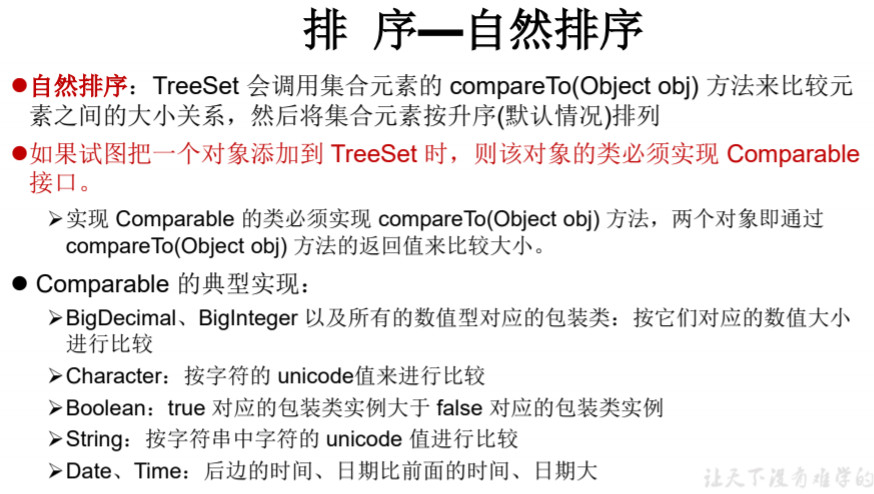 排 序—自然排序
●自然排序：TreeSet 会调用集合元素的 compareTo(Object obj) 方法来比较元
素之间的大小关系，然后将集合元素按升序(默认情况)排列
●如果试图把一个对象添加到 TreeSet 时，则该对象的类必须实现 Comparable
接口。
➢实现 Comparable 的类必须实现 compareTo(Object obj) 方法，两个对象即通过
compareTo(Object obj) 方法的返回值来比较大小。
● Comparable 的典型实现：
➢BigDecimal、BigInteger 以及所有的数值型对应的包装类：按它们对应的数值大小
进行比较
➢Character：按字符的 unicode值来进行比较
➢Boolean：true 对应的包装类实例大于 false 对应的包装类实例
➢String：按字符串中字符的 unicode 值进行比较
➢Date、Time：后边的时间、日期比前面的时间、日期大
让天下没有难学的